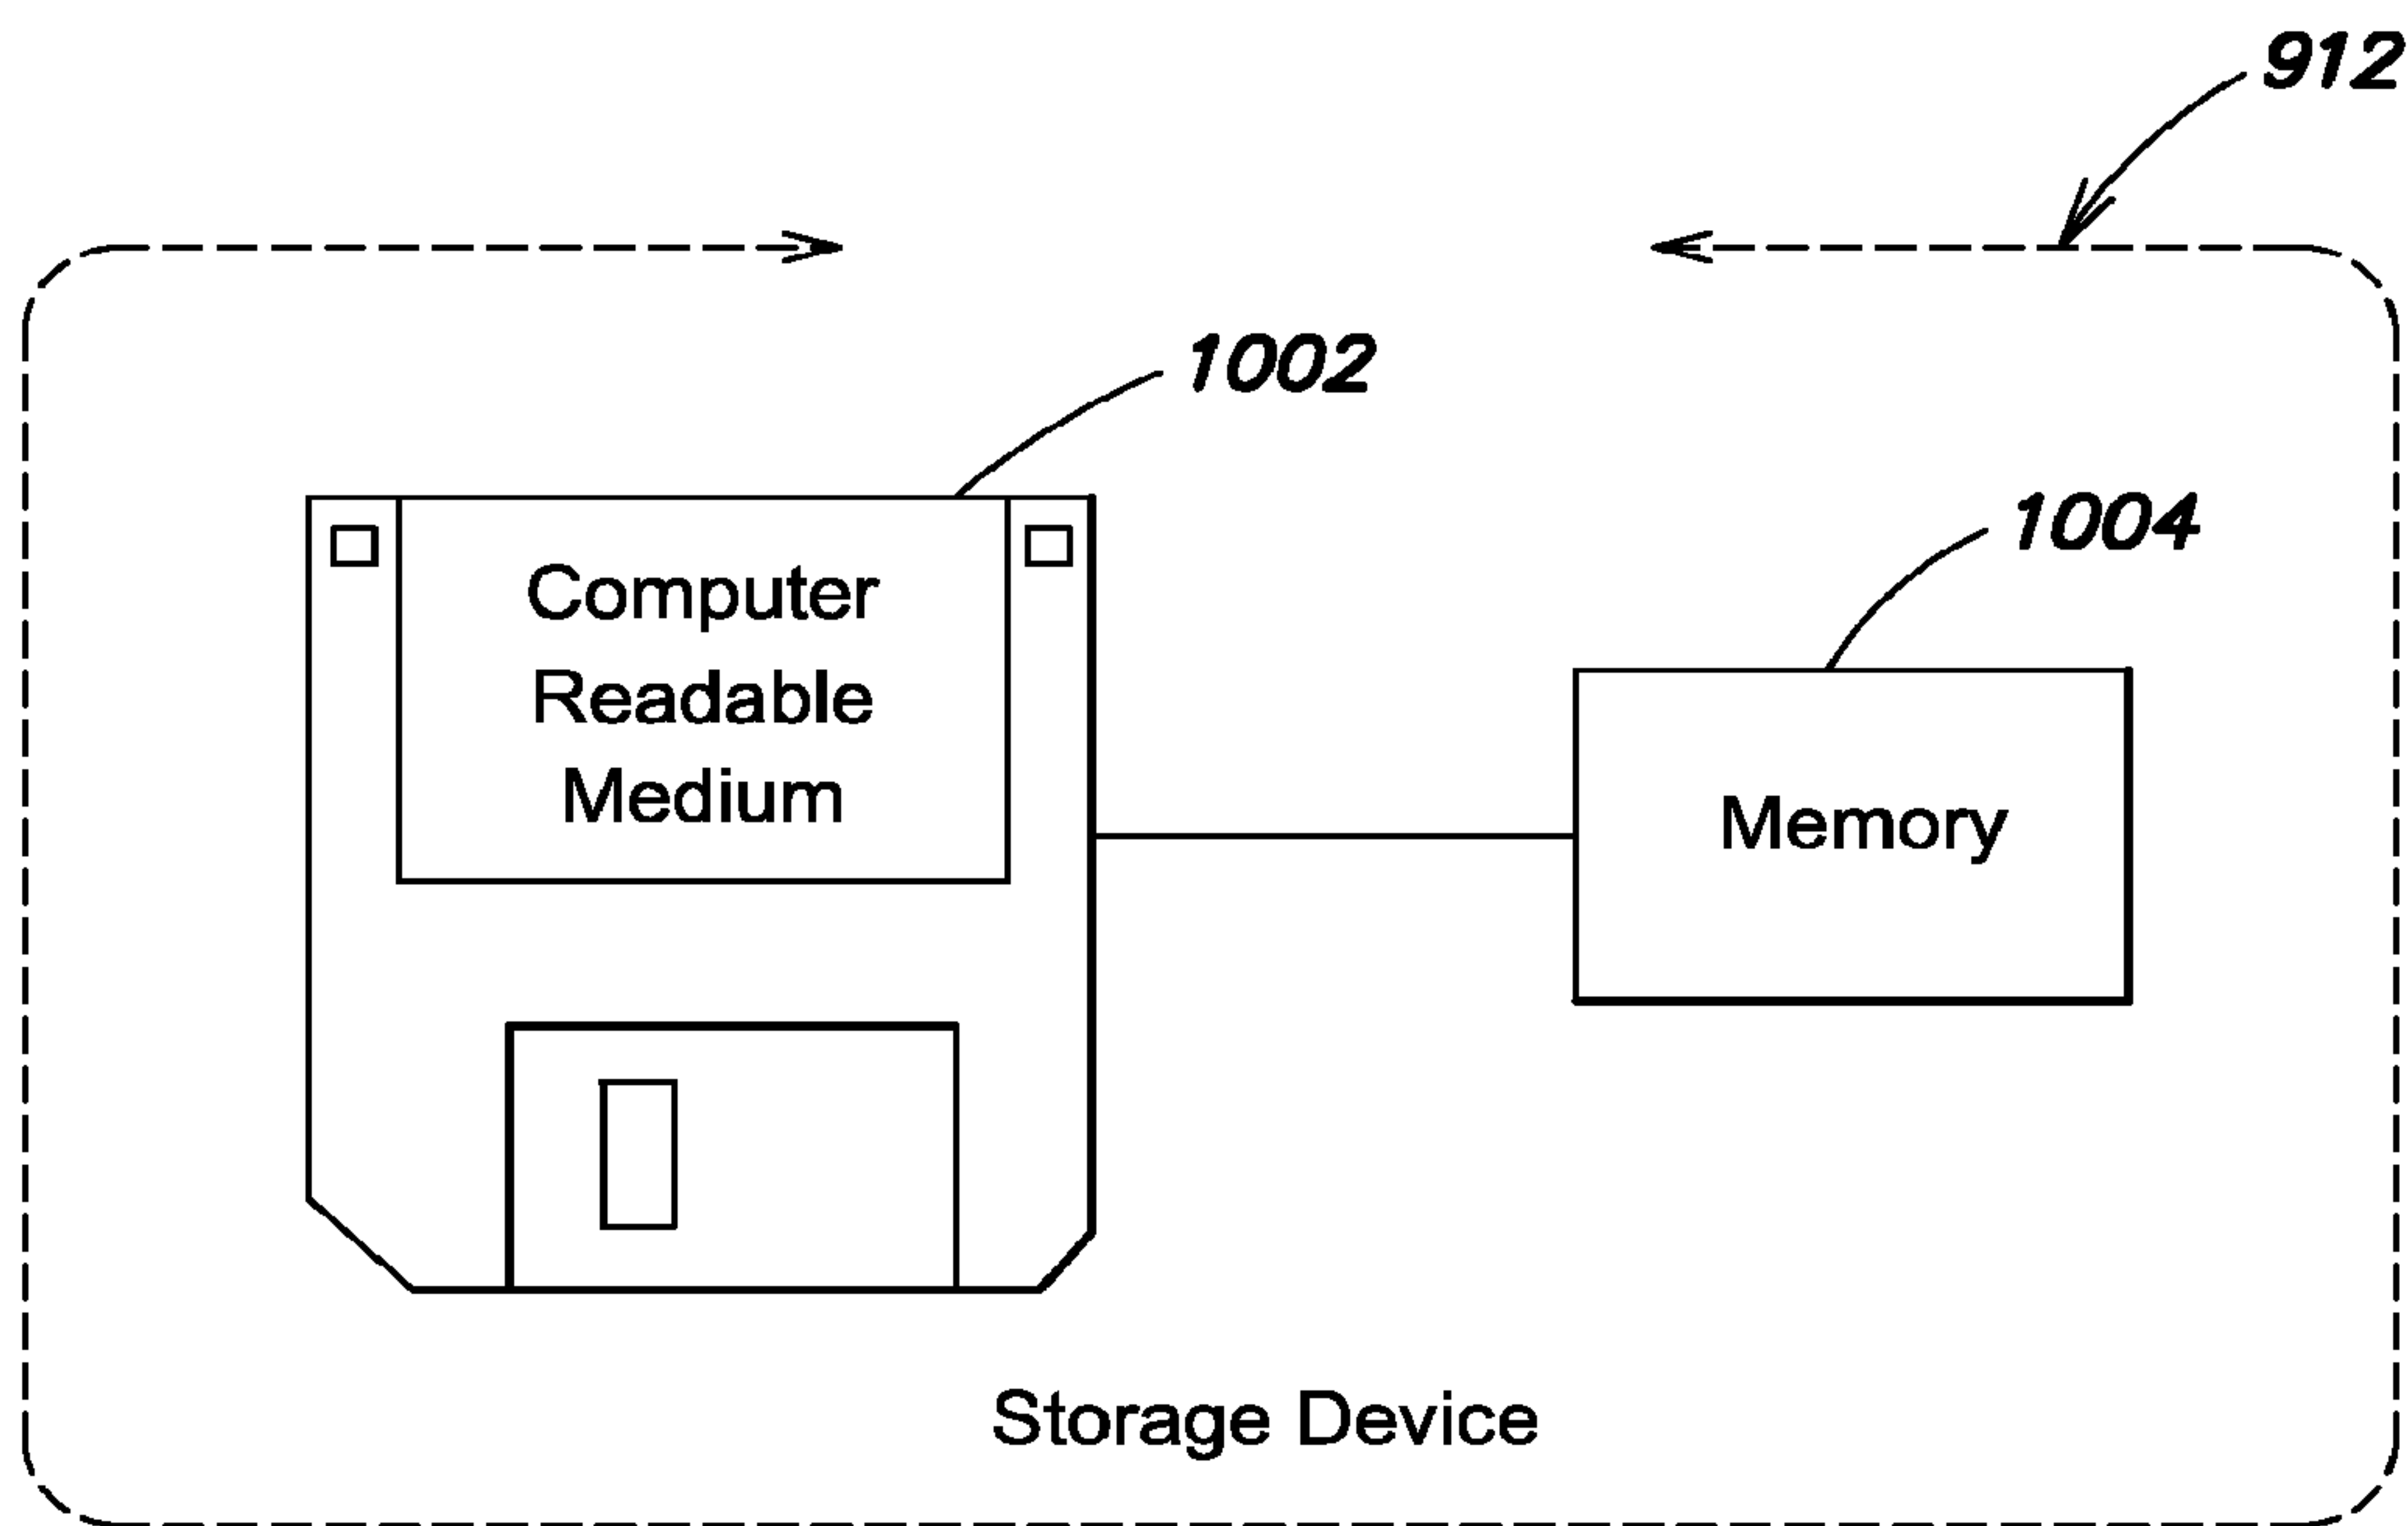 912
1002
1004
Computer
Readable
Medium
Memory
Storage Device